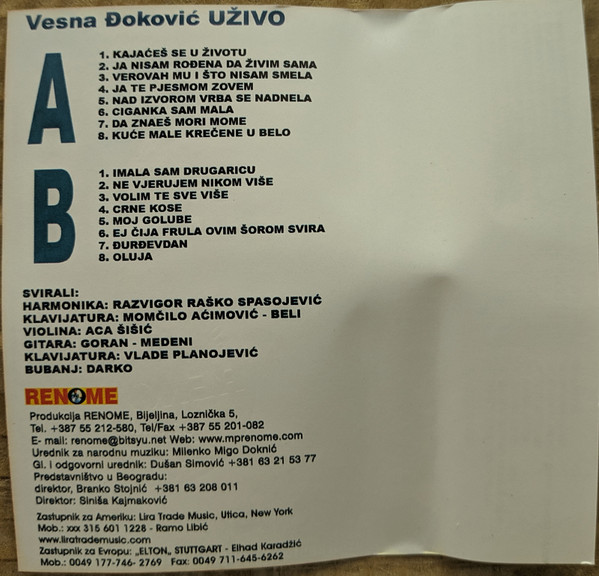 Vesna Đoković UŽIVO
A
1. KAJAĆEŠ SE U ŽIVOTU
2. JA NISAM ROĐENA DA ŽIVIM SAMA
3. VEROVAH MU I ŠTO NISAM SMELA
4. JA TE PJESMOM ZOVEM
5. NAD IZVOROM VRBA SE NADNELA
6. CIGANKA SAM MALA
7. DA ZNAEŠ MORI MOME
8. KUĆE MALE KREČENE U BELO
B
1. IMALA SAM DRUGARICU
2. NE VJERUJEM NIKOM VIŠE
3. VOLIM TE SVE VIŠE
4. CRNE KOSE
5. MOJ GOLUBE
6. EJ ČIJA FRULA OVIM ŠOROM SVIRA
7. ĐURĐEVDAN
8. OLUJA
SVIRALI:
HARMONIKA: RAZVIGOR RAŠKO SPASOJEVIĆ
KLAVIJATURA: MOMČILO AĆIMOVIĆ - BELI
VIOLINA: ACA ŠIŠIĆ
GITARA: GORAN - MEDENI
KLAVIJATURA: VLADE PLANOJEVIĆ
BUBANJ: DARKO
RENOME
Produkcija RENOME, Bijeljina, Loznička 5,
Tel. +387 55 212-580, Tel/Fax +387 55 201-082
E- mail: renome@bitsyu.net Web: www.mprenome.com
Urednik za narodnu muziku: Milenko Migo Doknić
Gl. i odgovorni urednik: Dušan Simović +381 63 21 53 77
Predstavništvo u Beogradu:
direktor, Branko Stojnić +381 63 208 011
Direktor: Siniša Kajmaković
Zastupnik za Ameriku: Lira Trade Music, Utica, New York
Mob.: xxx 315 601 1228 - Ramo Libić
www.liratrademusic.com
Zastupnik za Evropu: „ELTON„ STUTTGART - Elhad Karadžić
Mob.: 0049 177-746- 2769 Fax: 0049 711-645-6262